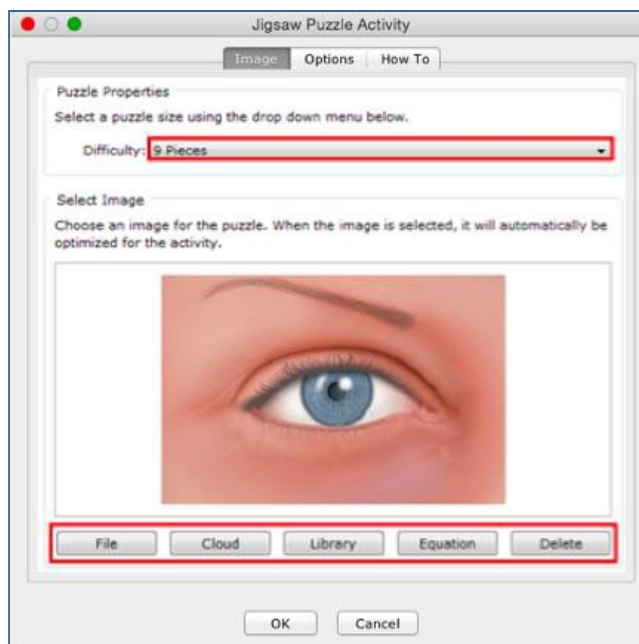 Jigsaw Puzzle Activity
Image Options How To
Puzzle Properties
Select a puzzle size using the drop down menu below.
Difficulty: 9 Pieces
Select Image
Choose an image for the puzzle. When the image is selected, it will automatically be
optimized for the activity.
File Cloud Library Equation Delete
OK Cancel